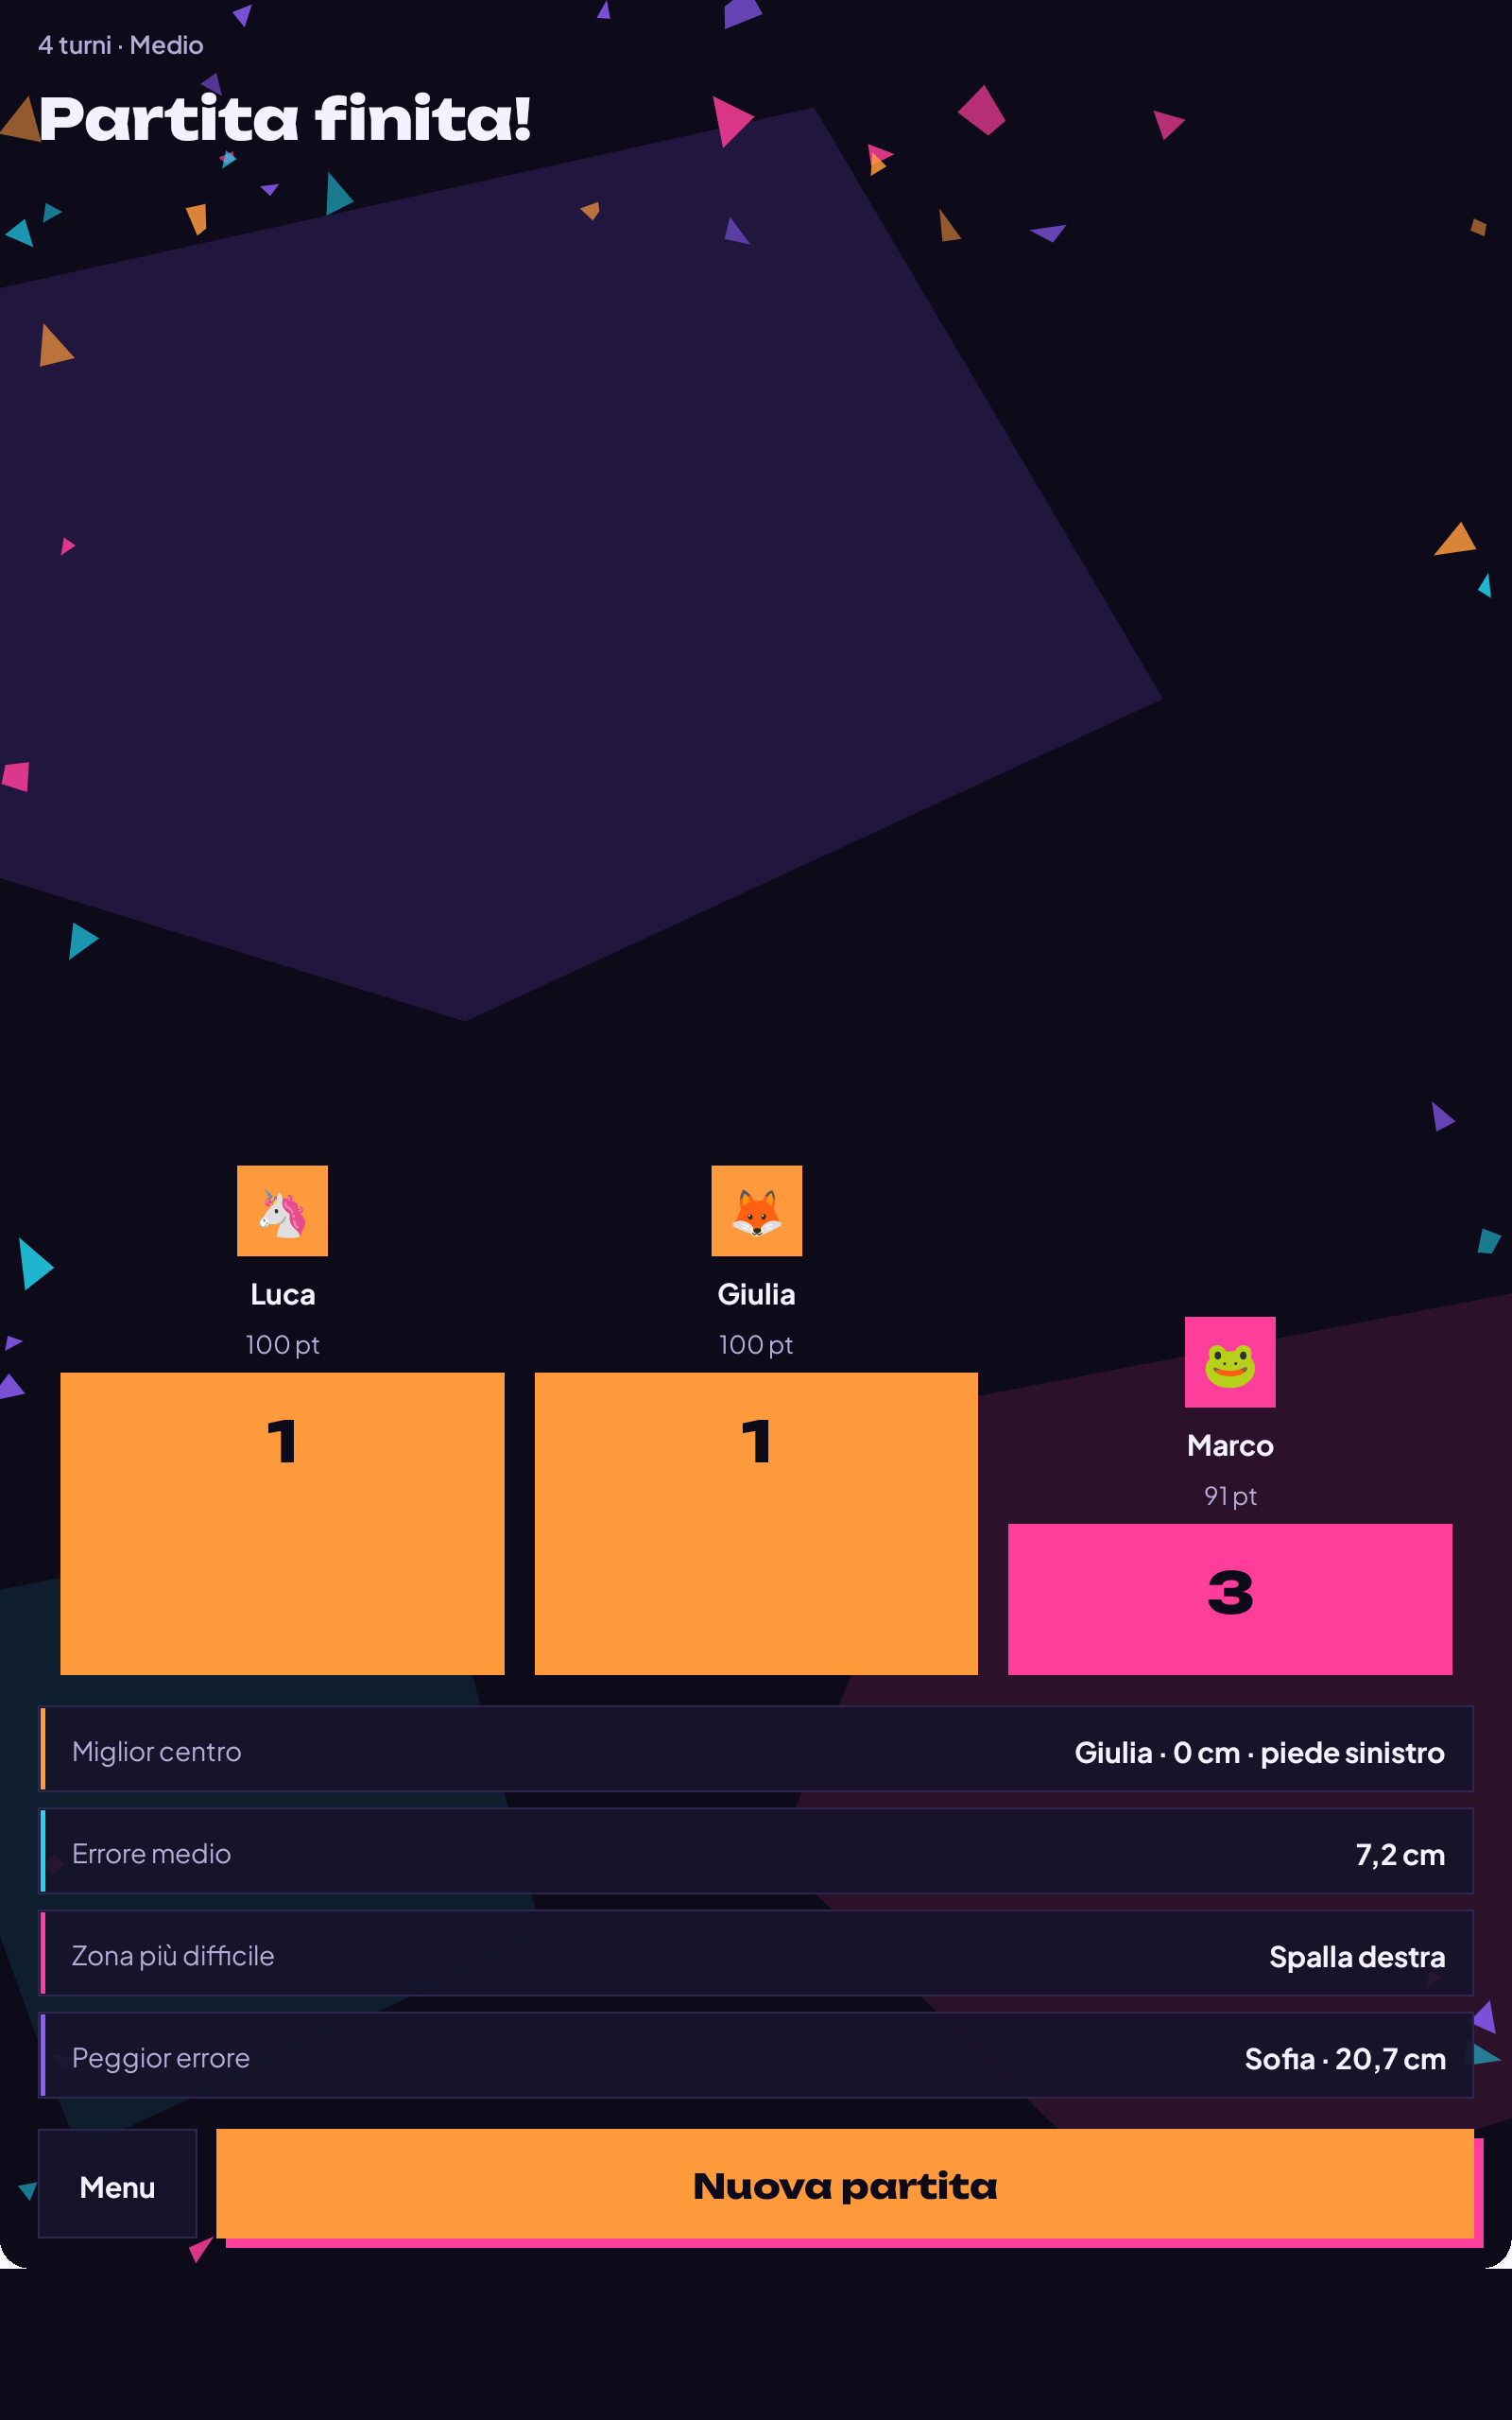 4 turni · Medio
Partita finita!
Luca
100 pt
1
Giulia
100 pt
1
Marco
91 pt
3
Miglior centro
Giulia · 0 cm · piede sinistro
Errore medio
7,2 cm
Zona più difficile
Spalla destra
Peggior errore
Sofia · 20,7 cm
Menu
Nuova partita